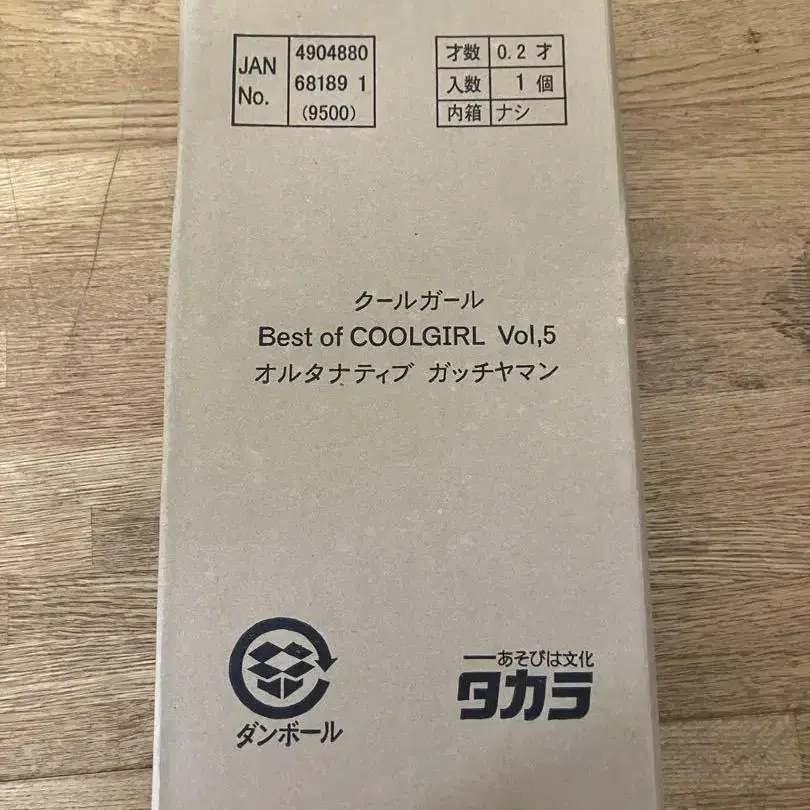 JAN No.
4904880
68189 1
(9500)
才数 0.2 才
入数 1 個
内箱 ナシ
クールガール
Best of COOLGIRL Vol,5
オルタナティブ ガッチヤマン
ダンボール
あそびは文化
タカラ